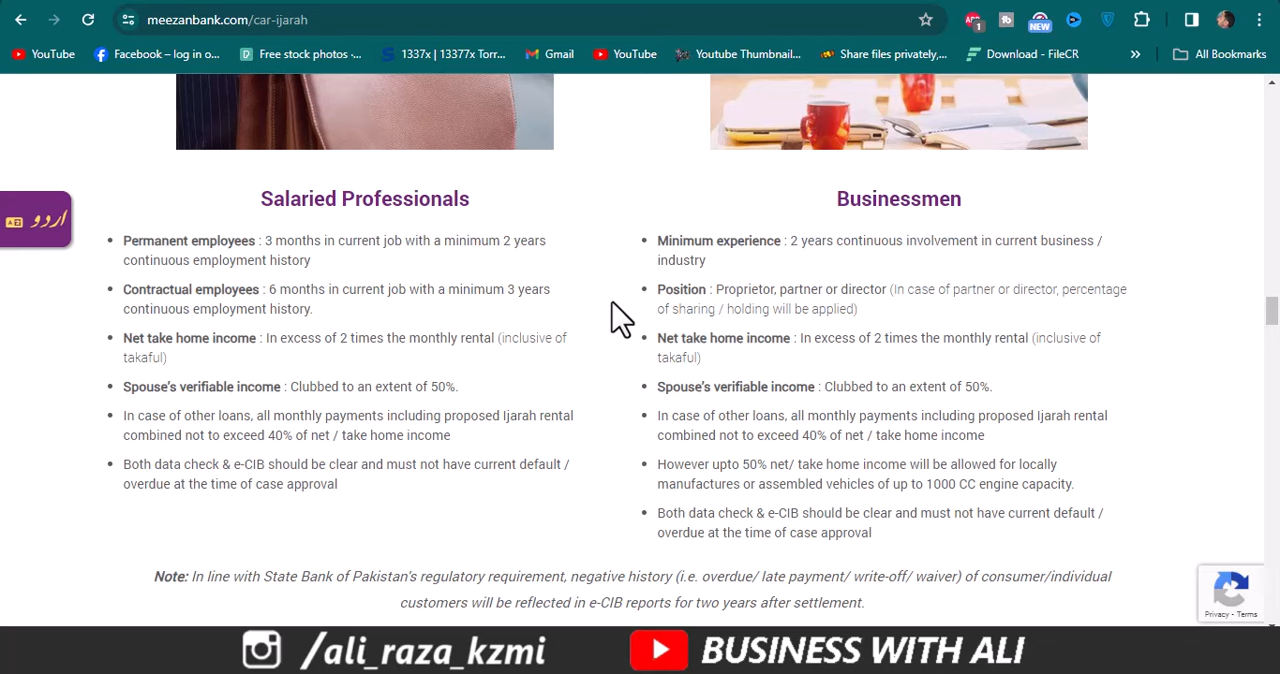 meezanbank.com/car-ijarah
1
NEW
YouTube
Facebook – log in o...
Free stock photos -...
1337x | 13377x Torr...
Gmail
YouTube
Youtube Thumbnail...
Share files privately,...
Download - FileCR
»
All Bookmarks
اردو
Salaried Professionals
Permanent employees : 3 months in current job with a minimum 2 years
continuous employment history
Contractual employees : 6 months in current job with a minimum 3 years
continuous employment history.
Net take home income : In excess of 2 times the monthly rental (inclusive of
takaful)
Spouse's verifiable income : Clubbed to an extent of 50%.
In case of other loans, all monthly payments including proposed Ijarah rental
combined not to exceed 40% of net / take home income
Both data check & e-CIB should be clear and must not have current default /
overdue at the time of case approval
Businessmen
Minimum experience : 2 years continuous involvement in current business /
industry
Position : Proprietor, partner or director (In case of partner or director, percentage
of sharing / holding will be applied)
Net take home income : In excess of 2 times the monthly rental (inclusive of
takaful)
Spouse's verifiable income : Clubbed to an extent of 50%.
In case of other loans, all monthly payments including proposed Ijarah rental
combined not to exceed 40% of net / take home income
However upto 50% net/ take home income will be allowed for locally
manufactures or assembled vehicles of up to 1000 CC engine capacity.
Both data check & e-CIB should be clear and must not have current default /
overdue at the time of case approval
Note: In line with State Bank of Pakistan's regulatory requirement, negative history (i.e. overdue/ late payment/ write-off/ waiver) of consumer/individual
customers will be reflected in e-CIB reports for two years after settlement.
Privacy - Terms
/ali_raza_kzmi
BUSINESS WITH ALI